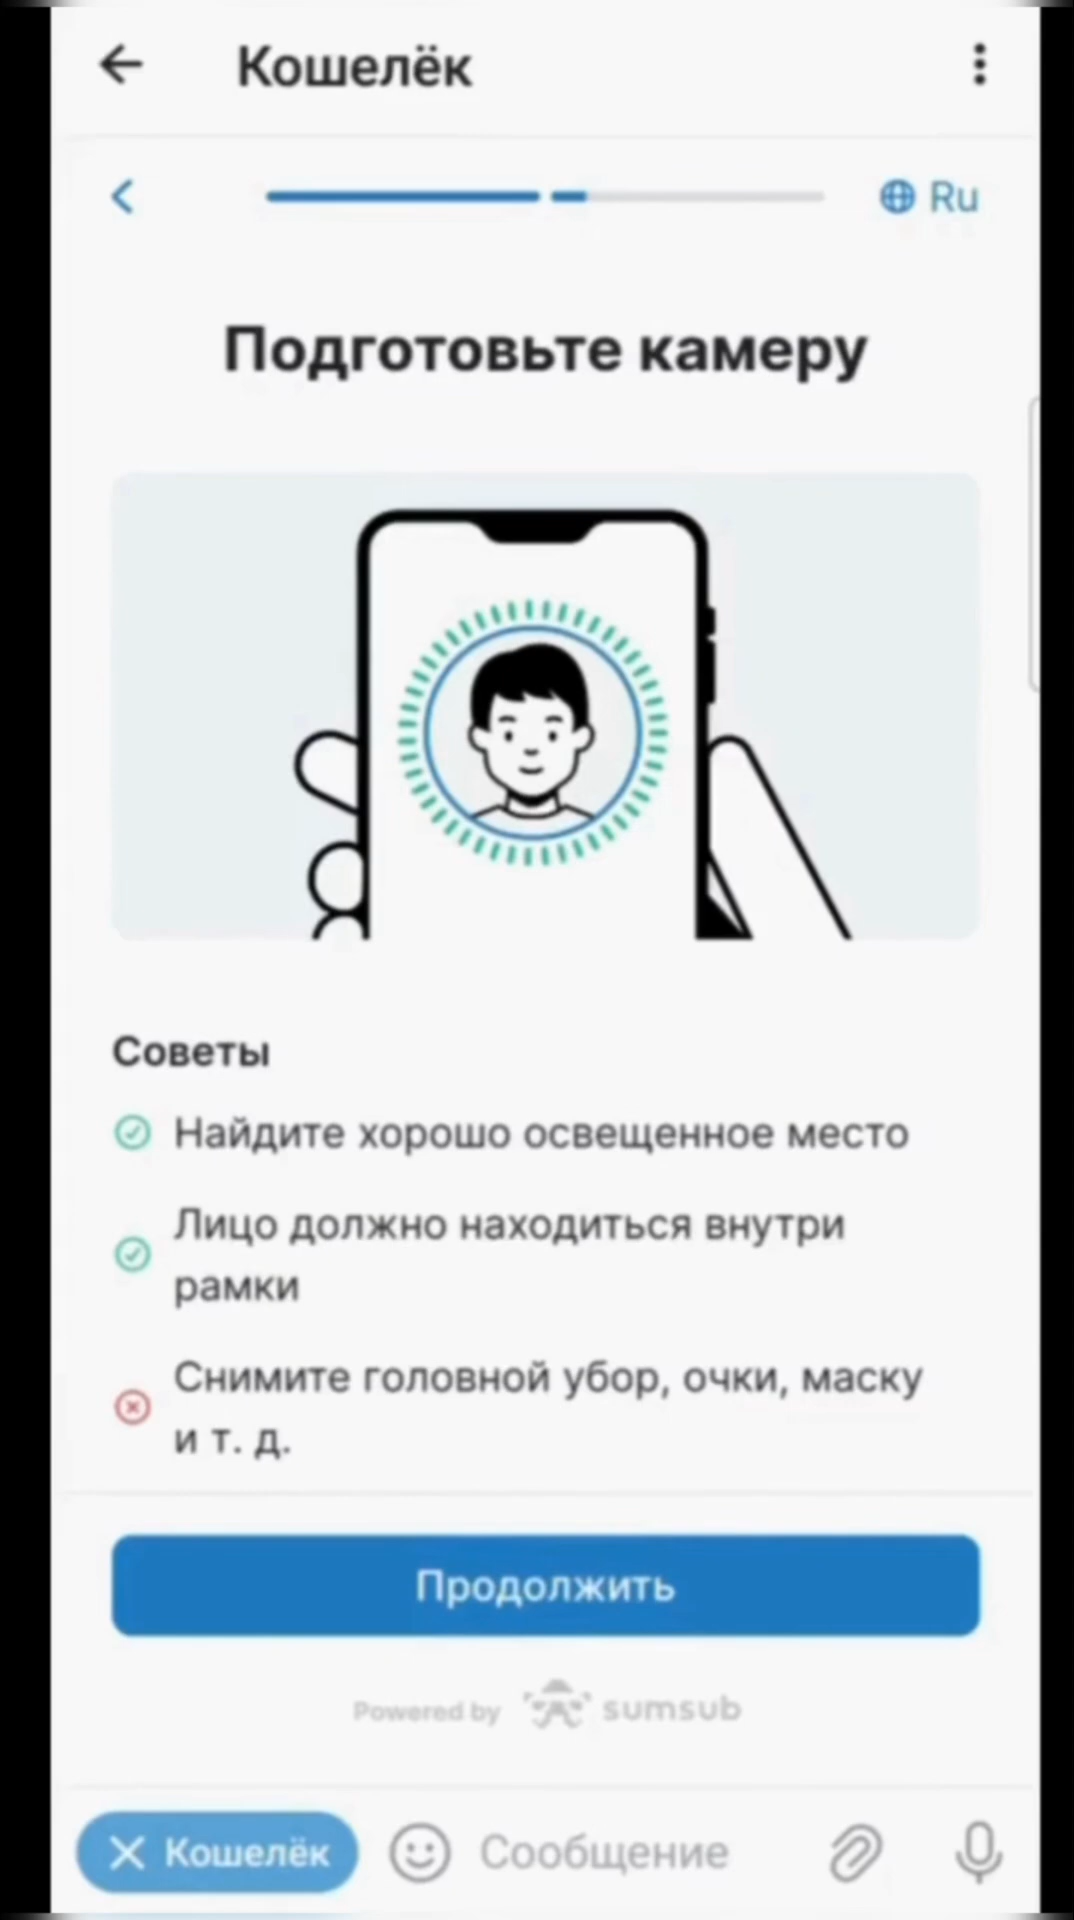 Кошелёк
Ru
Подготовьте камеру
Советы
Найдите хорошо освещенное место
Лицо должно находиться внутри
рамки
Снимите головной убор, очки, маску
и т. д.
Продолжить
Powered by sumsub
Кошелёк
Сообщение